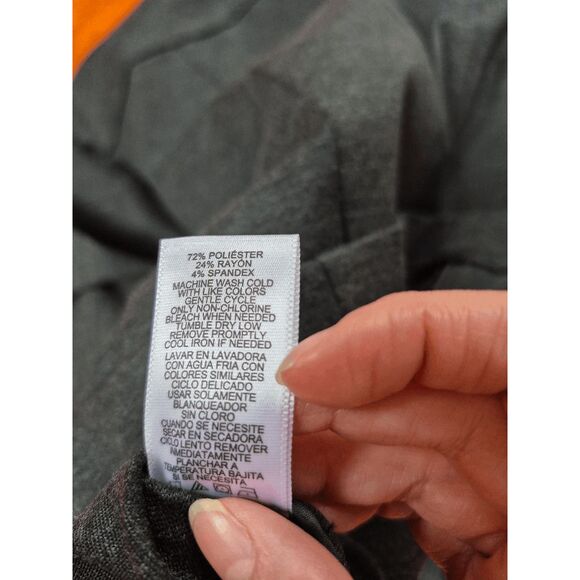 72% POLIÉSTER
24% RAYÓN
4% SPANDEX
MACHINE WASH COLD
WITH LIKE COLORS
GENTLE CYCLE
ONLY NON-CHLORINE
BLEACH WHEN NEEDED
TUMBLE DRY LOW
REMOVE PROMPTLY
COOL IRON IF NEEDED
LAVAR EN LAVADORA
CON AGUA FRIA CON
COLORES SIMILARES
CICLO DELICADO
USAR SOLAMENTE
BLANQUEADOR
SIN CLORO
CUANDO SE NECESITE
SECAR EN SECADORA
CICLO LENTO REMOVER
INMEDIATAMENTE
PLANCHAR A
TEMPERATURA BAJITA
SI SE NECESITA